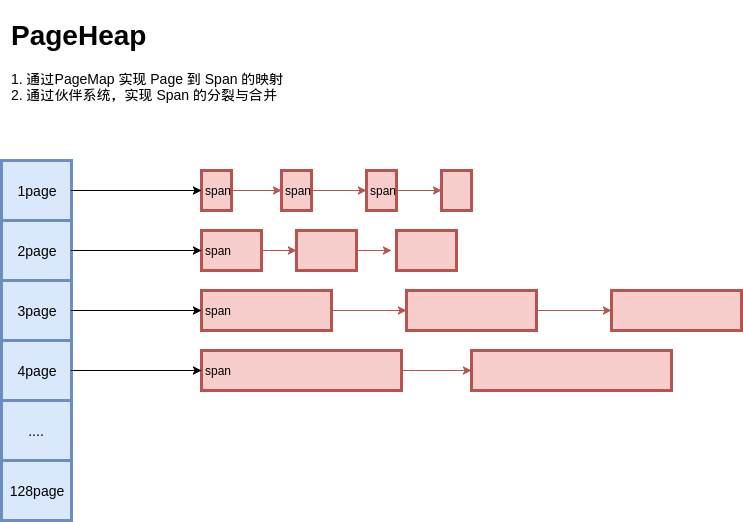 PageHeap
1. 通过PageMap 实现 Page 到 Span 的映射
2. 通过伙伴系统，实现 Span 的分裂与合并
1page
span
span
span
2page
span
3page
span
4page
span
....
128page